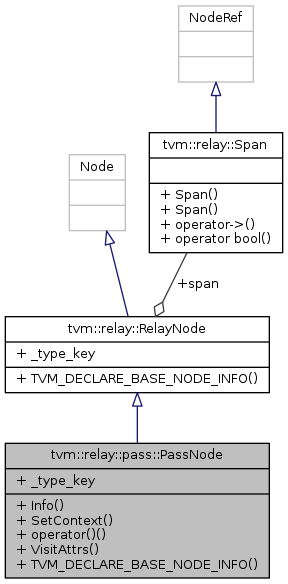 NodeRef
tvm::relay::Span
+ Span()
+ Span()
+ operator->()
+ operator bool()
Node
+span
tvm::relay::RelayNode
+ _type_key
+ TVM_DECLARE_BASE_NODE_INFO()
tvm::relay::pass::PassNode
+ _type_key
+ Info()
+ SetContext()
+ operator()()
+ VisitAttrs()
+ TVM_DECLARE_BASE_NODE_INFO()